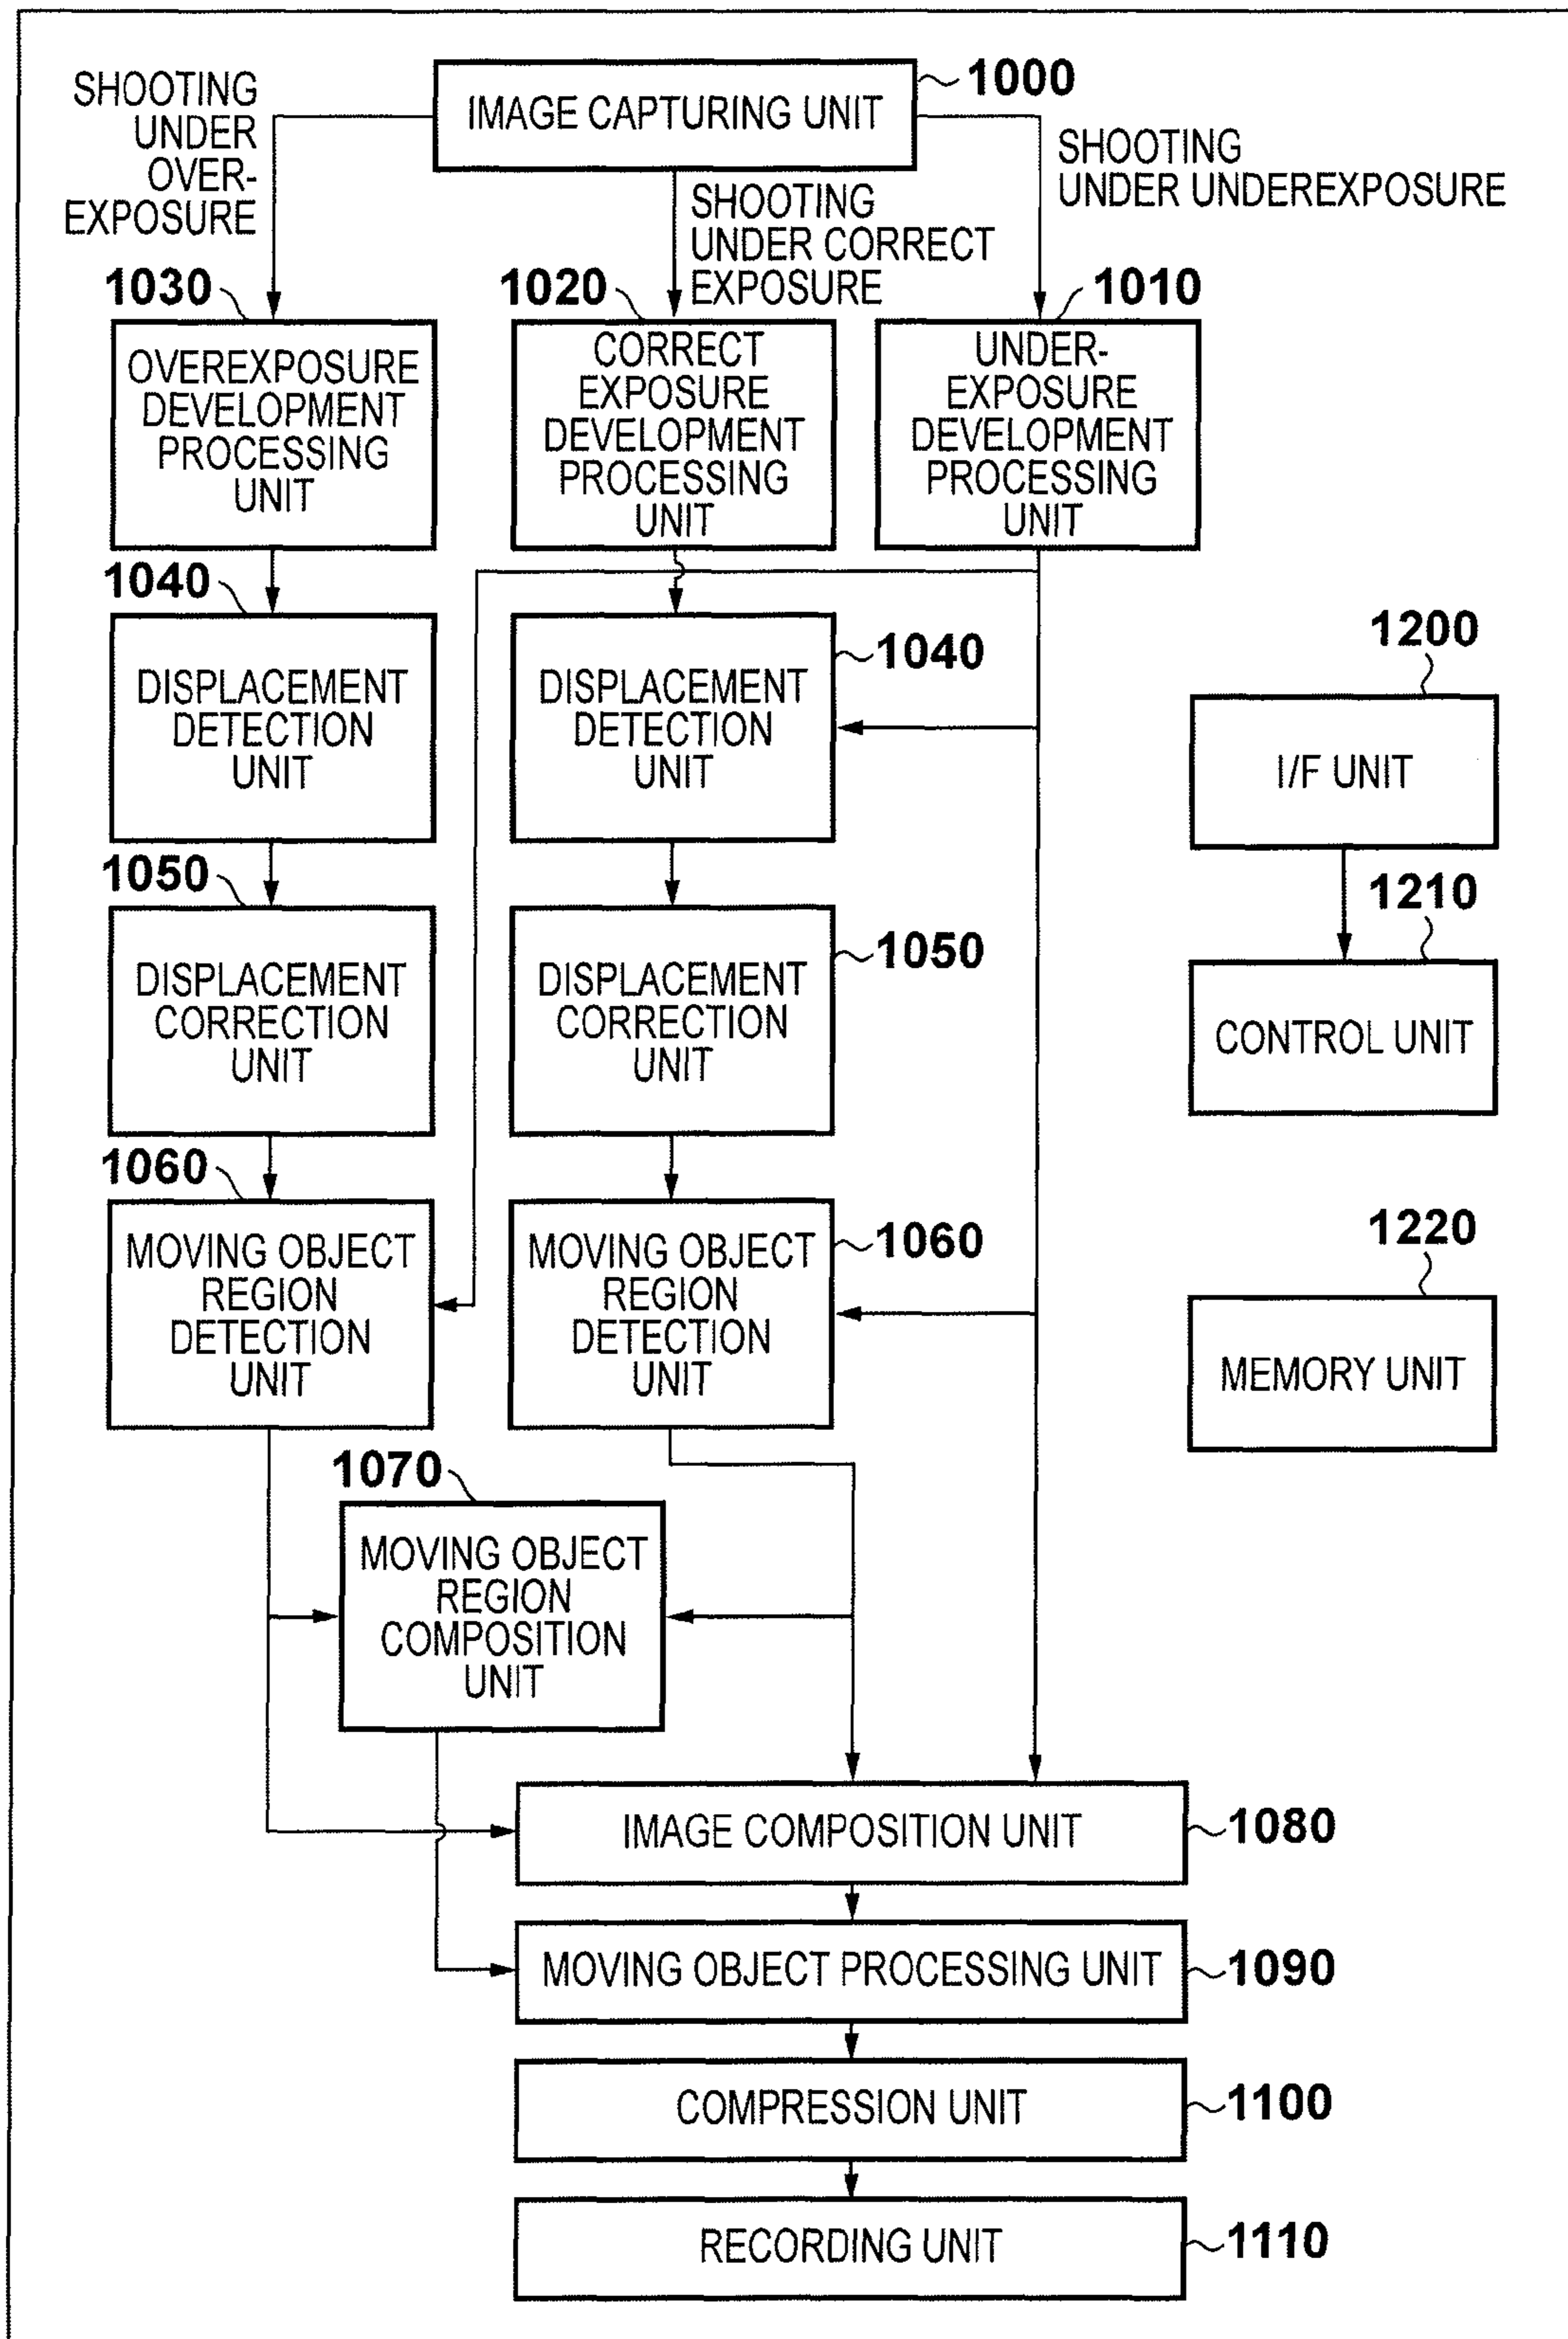 1000
IMAGE CAPTURING UNIT
SHOOTING
UNDER
OVER-
EXPOSURE
SHOOTING
UNDER CORRECT
EXPOSURE
SHOOTING
UNDER UNDEREXPOSURE
1030
OVEREXPOSURE
DEVELOPMENT
PROCESSING
UNIT
1020
CORRECT
EXPOSURE
DEVELOPMENT
PROCESSING
UNIT
1010
UNDER-
EXPOSURE
DEVELOPMENT
PROCESSING
UNIT
1040
DISPLACEMENT
DETECTION
UNIT
1040
DISPLACEMENT
DETECTION
UNIT
1200
I/F UNIT
1050
DISPLACEMENT
CORRECTION
UNIT
1050
DISPLACEMENT
CORRECTION
UNIT
1210
CONTROL UNIT
1060
MOVING OBJECT
REGION
DETECTION
UNIT
1060
MOVING OBJECT
REGION
DETECTION
UNIT
1220
MEMORY UNIT
1070
MOVING OBJECT
REGION
COMPOSITION
UNIT
IMAGE COMPOSITION UNIT
1080
MOVING OBJECT PROCESSING UNIT
1090
COMPRESSION UNIT
1100
RECORDING UNIT
1110